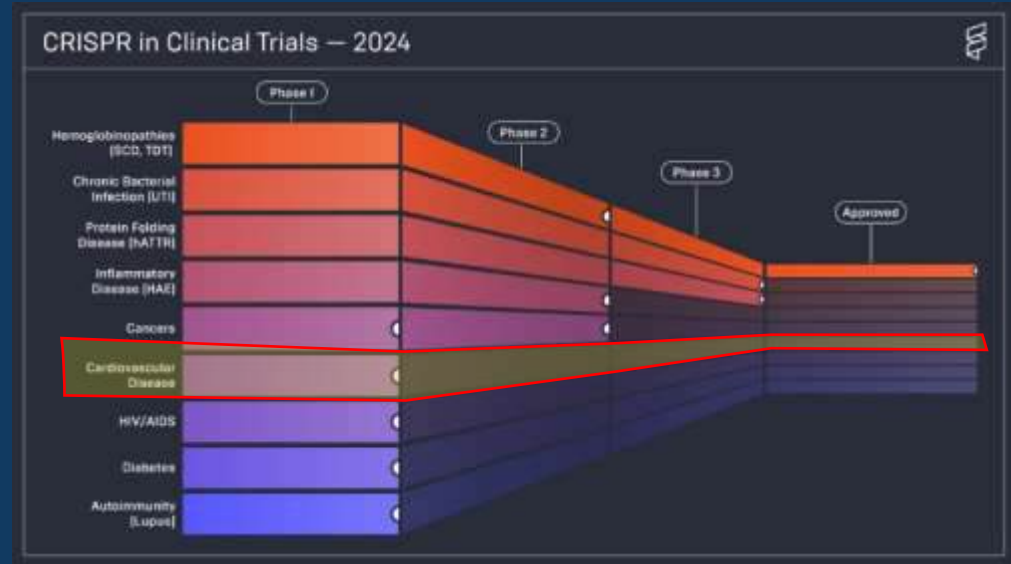 CRISPR in Clinical Trials — 2024
Phase 1
Phase 2
Phase 3
Approved
Hemoglobinopathies
[SCD, TDT]
Chronic Bacterial
Infection [UTI]
Protein Folding
Disease [hATTR]
Inflammatory
Disease [HAE]
Cancers
Cardiovascular
Disease
HIV/AIDS
Diabetes
Autoimmunity
[Lupus]